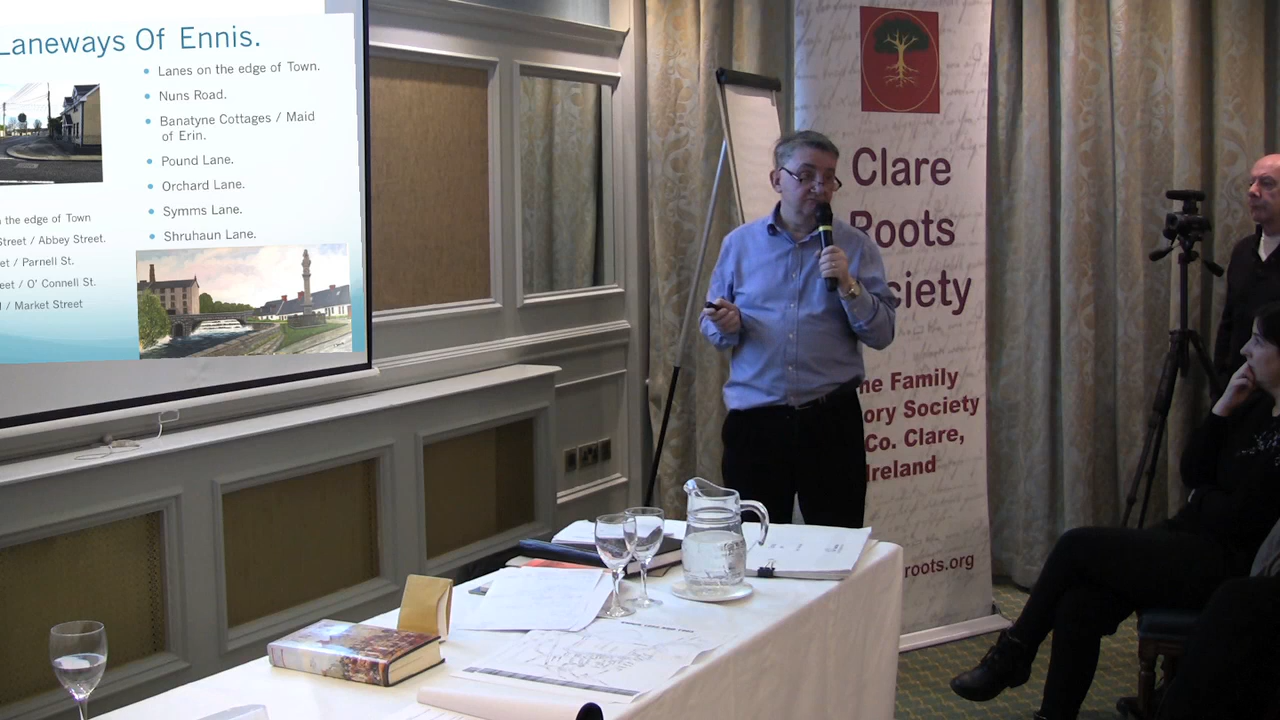 Laneways Of Ennis.
Lanes on the edge of Town.
Nuns Road.
Banatyne Cottages / Maid
of Erin.
Pound Lane.
Orchard Lane.
Symms Lane.
Shruhaun Lane.
the edge of Town
Street / Abbey Street.
et / Parnell St.
eet / O' Connell St.
/ Market Street
Clare
Roots
ciety
he Family
ory Society
Co. Clare,
Ireland
roots.org